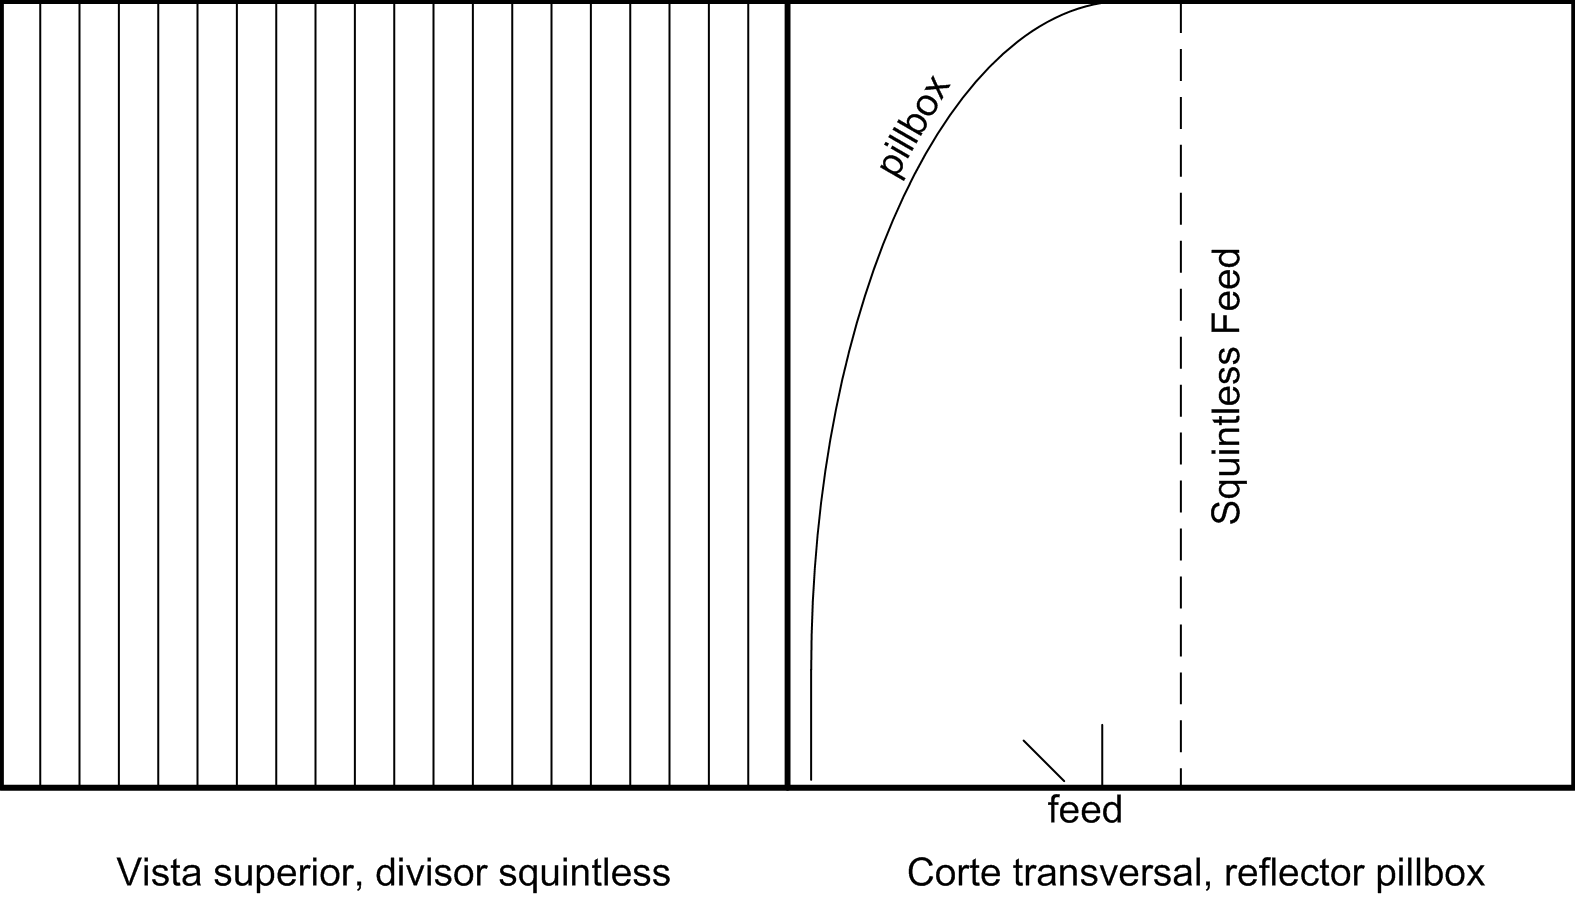 pillbox
Squintless Feed
feed
Vista superior, divisor squintless
Corte transversal, reflector pillbox